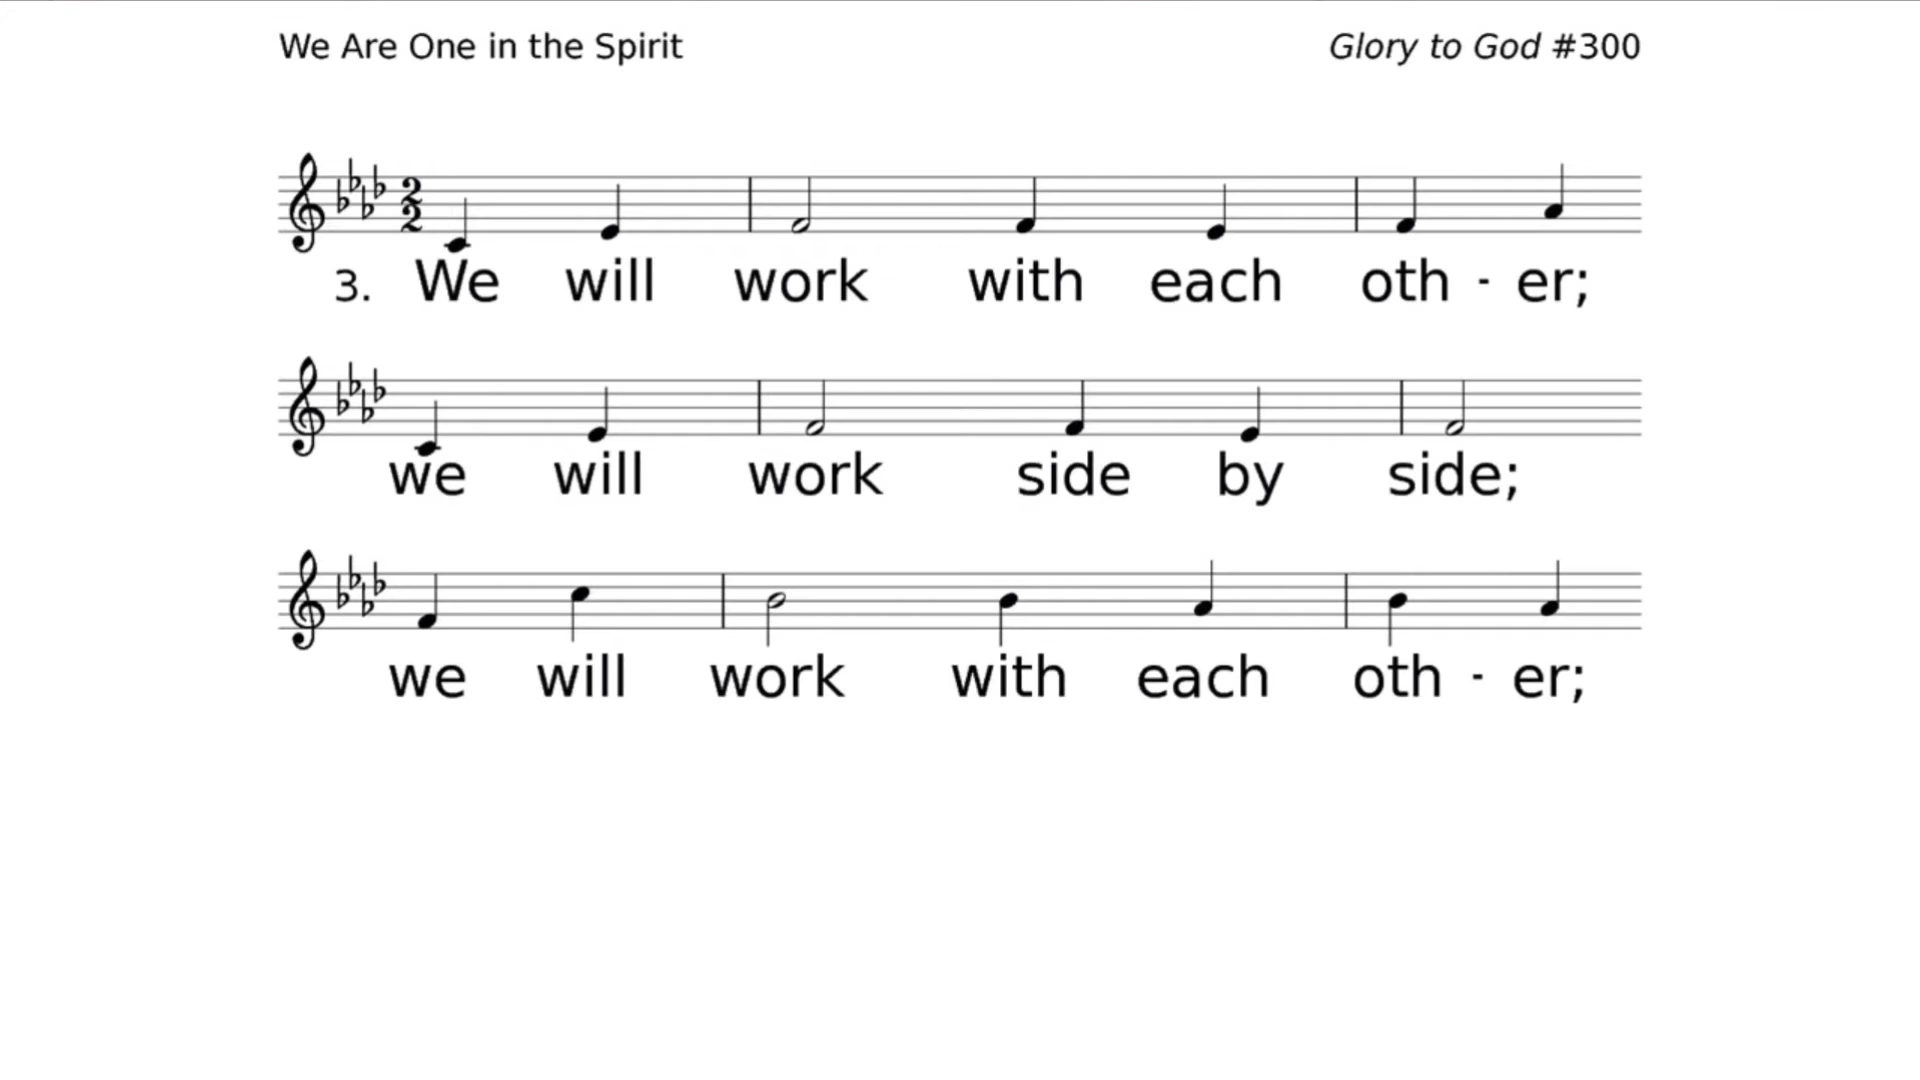 We Are One in the Spirit
Glory to God #300
3. We will work with each oth - er;
we will work side by side;
we will work with each oth - er;